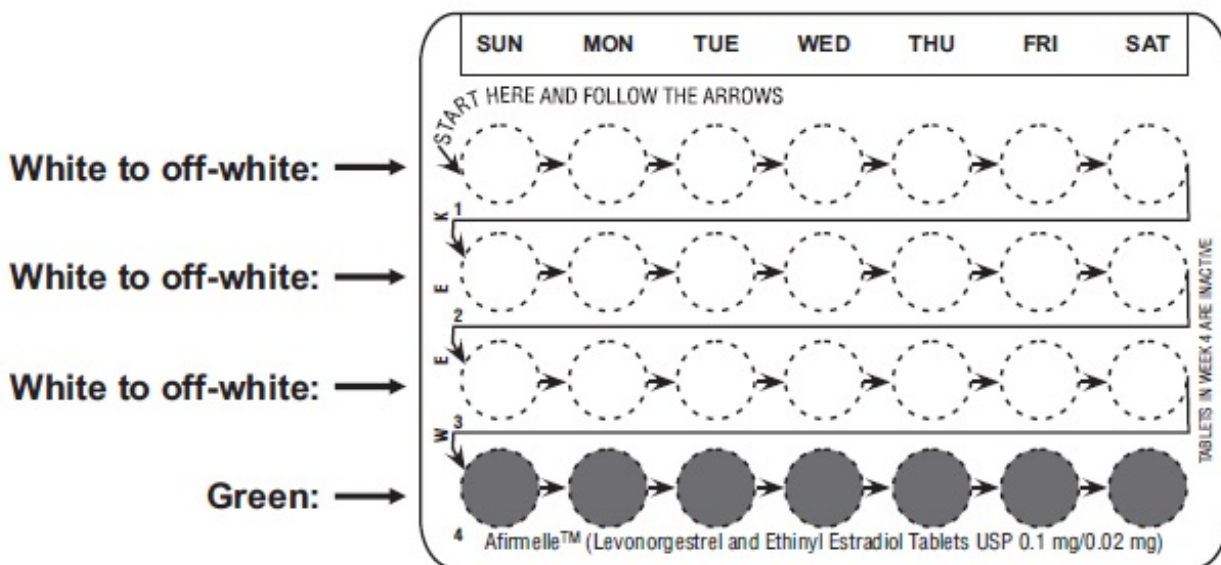 SUN MON TUE WED THU FRI SAT
START HERE AND FOLLOW THE ARROWS
White to off-white:
1
White to off-white:
2
White to off-white:
3
Green:
4
WEEK
TABLETS IN WEEK 4 ARE INACTIVE
Afirmelle™ (Levonorgestrel and Ethinyl Estradiol Tablets USP 0.1 mg/0.02 mg)